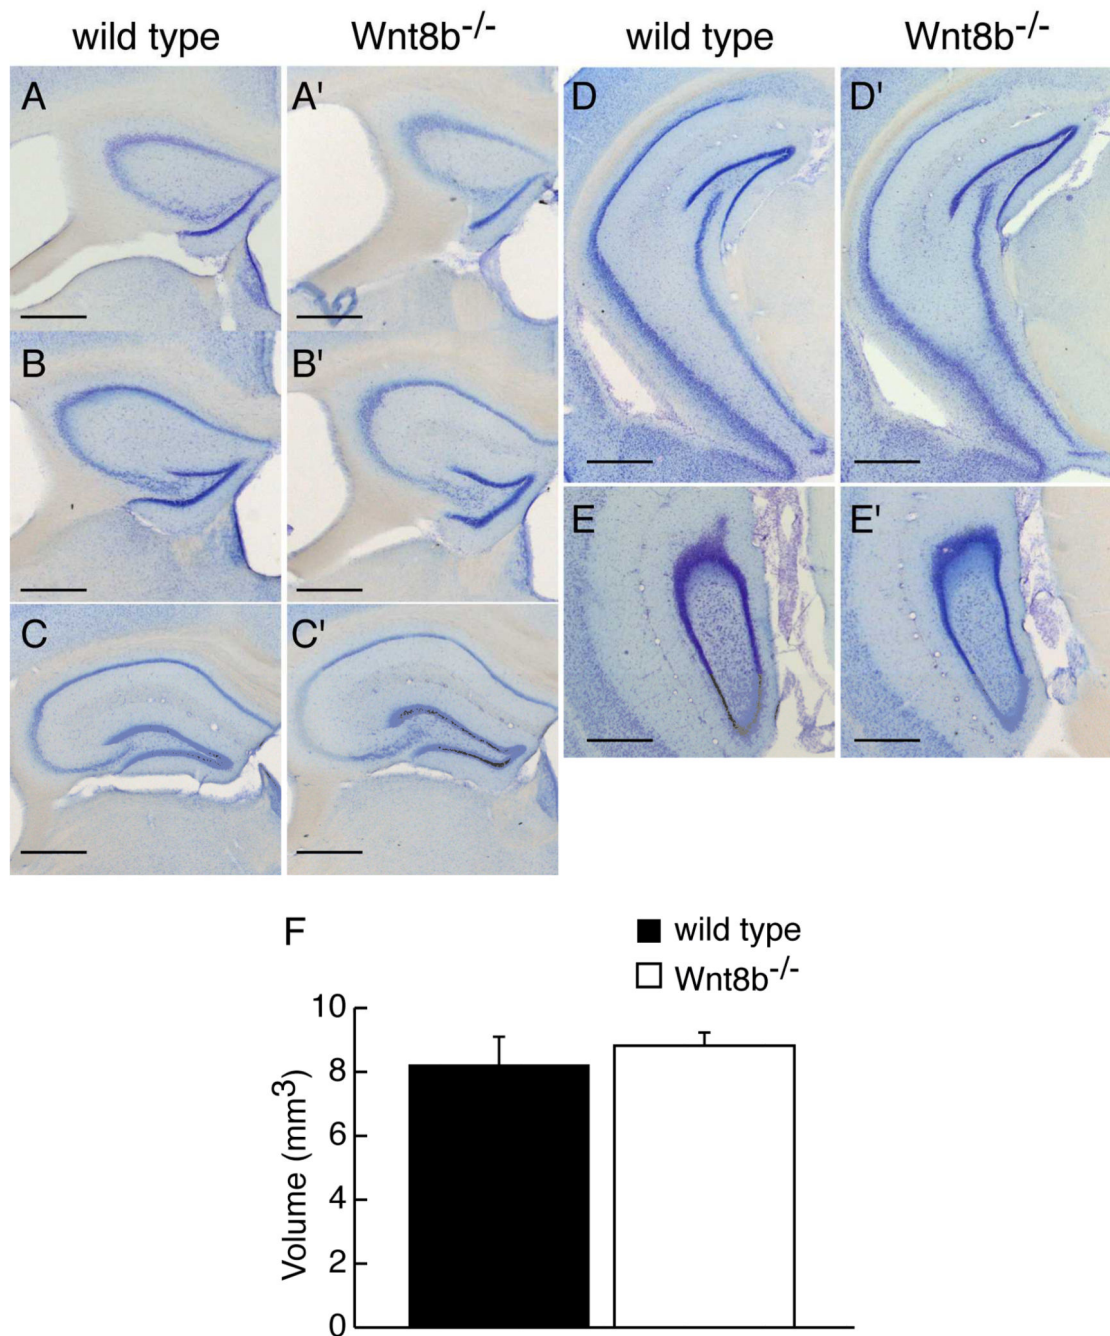 wild type Wnt8b-/- wild type Wnt8b-/-
A A' D D'
B B'
E E'
C C'
F
wild type
Wnt8b-/-
10
8
6
4
2
0
Volume (mm3)